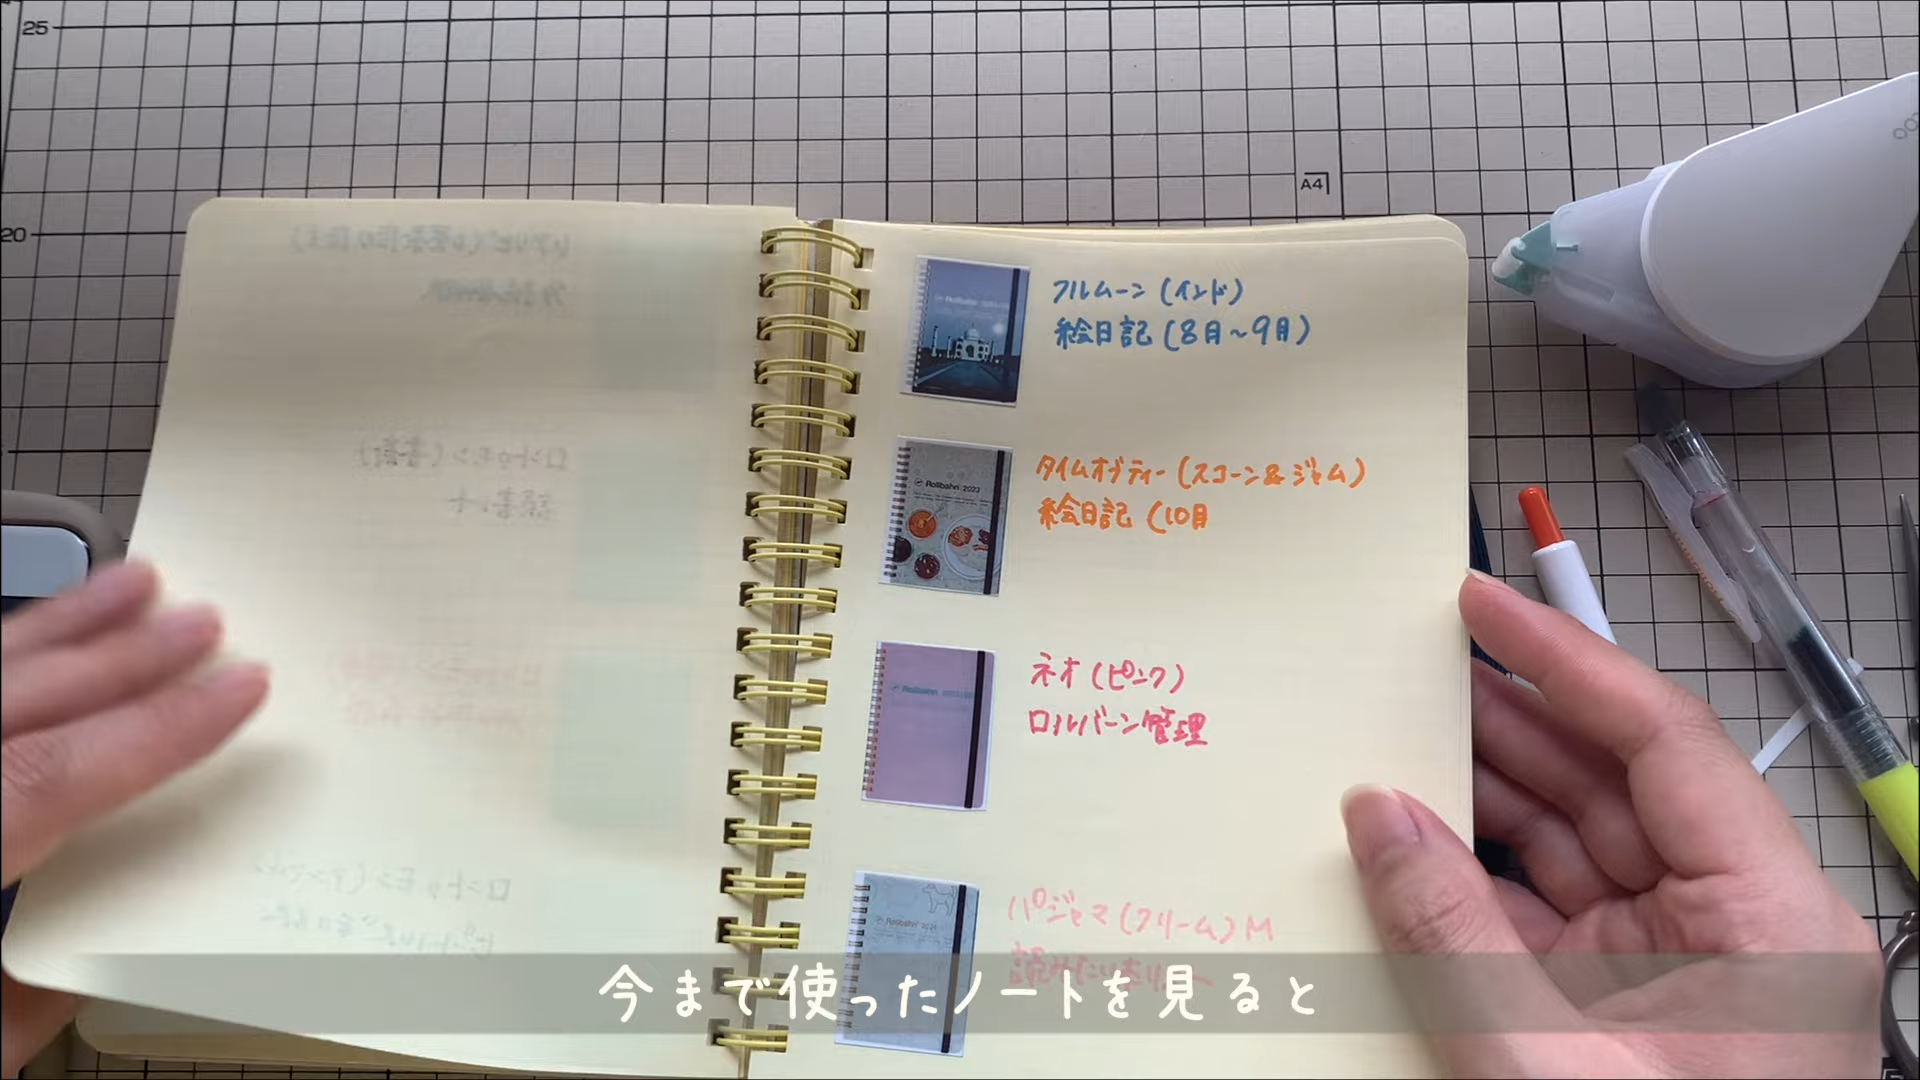 25
A4
20
フルムーン(インド)
絵日記(8月~9月)
Rollbahn
タイムオブティー(スコーン&ジャム)
絵日記(10月
Rollbahn 2023
ネオ(ピンク)
ロルバーン管理
Rollbahn
パジャマ(クリーム)M
Rollbahn 2024
今まで使ったノートを見ると